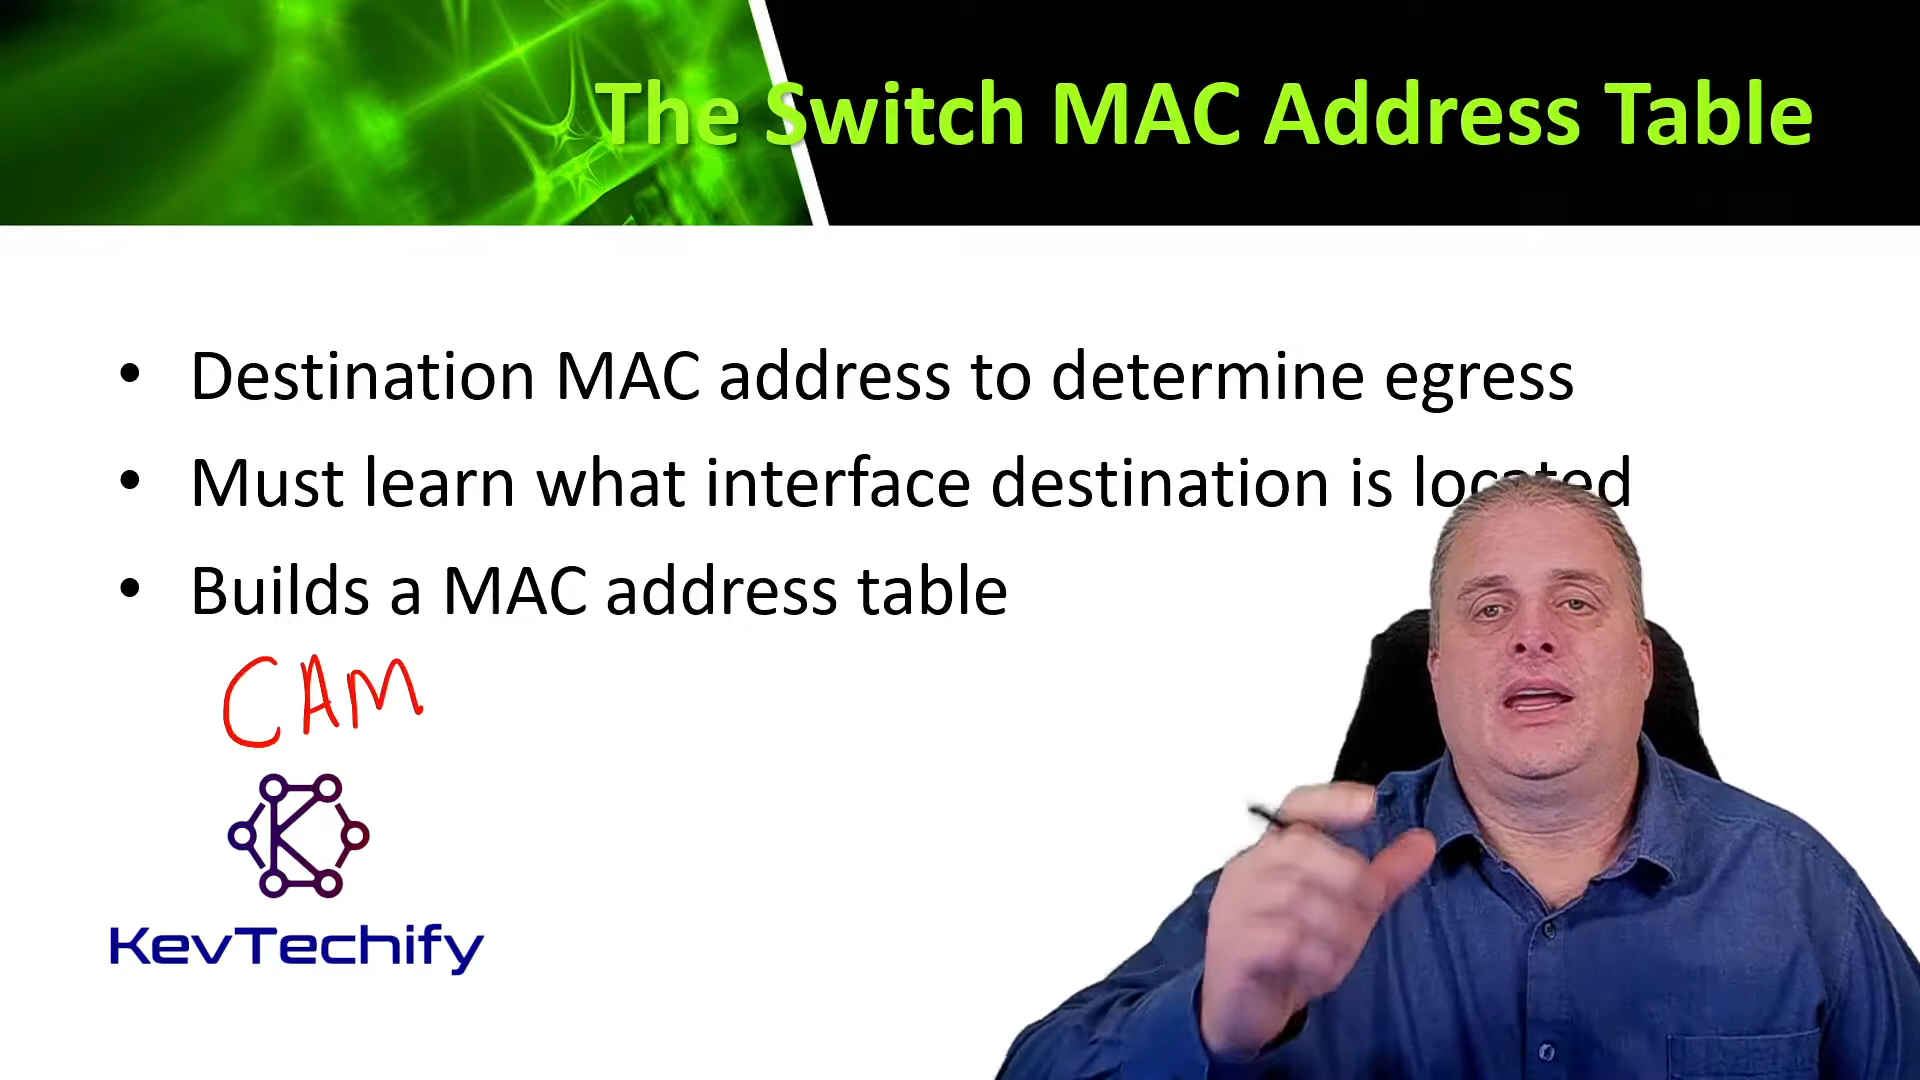 The Switch MAC Address Table
• Destination MAC address to determine egress
• Must learn what interface destination is located
• Builds a MAC address table
CAM
KevTechify